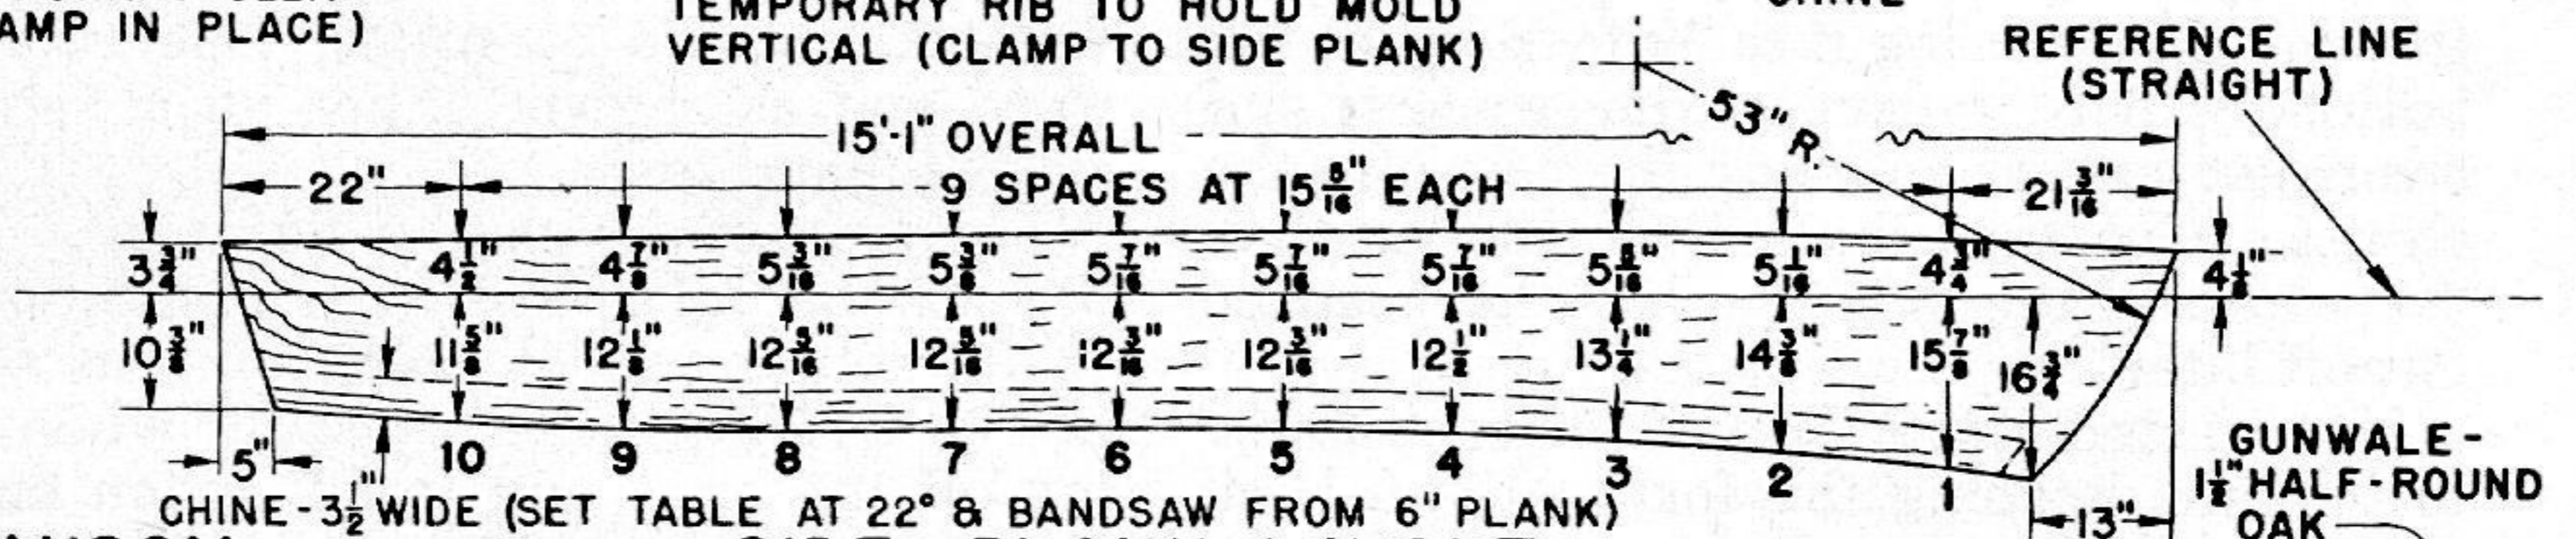 AMP IN PLACE)
TEMPORARY RIB TO HOLD MOLD
VERTICAL (CLAMP TO SIDE PLANK)
CHINE
REFERENCE LINE
(STRAIGHT)
53" R.
15'-1" OVERALL
22"
9 SPACES AT 15 5/16" EACH
21 3/16"
3 3/4"
4 1/2"
4 7/8"
5 3/16"
5 3/8"
5 7/16"
5 7/16"
5 7/16"
5 5/16"
5 1/16"
4 3/4"
4 1/8"
10 3/8"
11 5/8"
12 1/8"
12 5/16"
12 5/16"
12 3/16"
12 3/16"
12 1/2"
13 1/4"
14 3/8"
15 7/8"
16 3/4"
5"
10
9
8
7
6
5
4
3
2
1
13"
CHINE-3 1/2" WIDE (SET TABLE AT 22° & BANDSAW FROM 6" PLANK)
GUNWALE-
1 1/2" HALF-ROUND
OAK